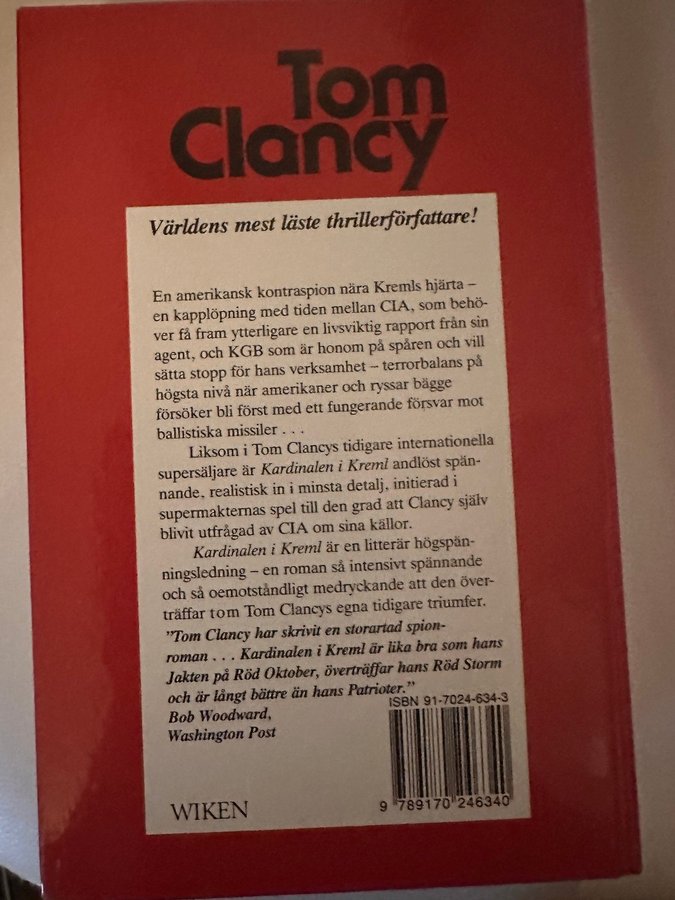 Tom
Clancy
Världens mest läste thrillerförfattare!
En amerikansk kontraspion nära Kremls hjärta –
en kapplöpning med tiden mellan CIA, som behö-
ver få fram ytterligare en livsviktig rapport från sin
agent, och KGB som är honom på spåren och vill
sätta stopp för hans verksamhet – terrorbalans på
högsta nivå när amerikaner och ryssar bägge
försöker bli först med ett fungerande försvar mot
ballistiska missiler . . .
Liksom i Tom Clancys tidigare internationella
supersäljare är Kardinalen i Kreml andlöst spän-
nande, realistisk in i minsta detalj, initierad i
supermakternas spel till den grad att Clancy själv
blivit utfrågad av CIA om sina källor.
Kardinalen i Kreml är en litterär högspän-
ningsledning – en roman så intensivt spännande
och så oemotståndligt medryckande att den över-
träffar tom Tom Clancys egna tidigare triumfer.
”Tom Clancy har skrivit en storartad spion-
roman . . . Kardinalen i Kreml är lika bra som hans
Jakten på Röd Oktober, överträffar hans Röd Storm
och är långt bättre än hans Patrioter.”
Bob Woodward,
Washington Post
ISBN 91-7024-634-3
9 789170 246340
WIKEN